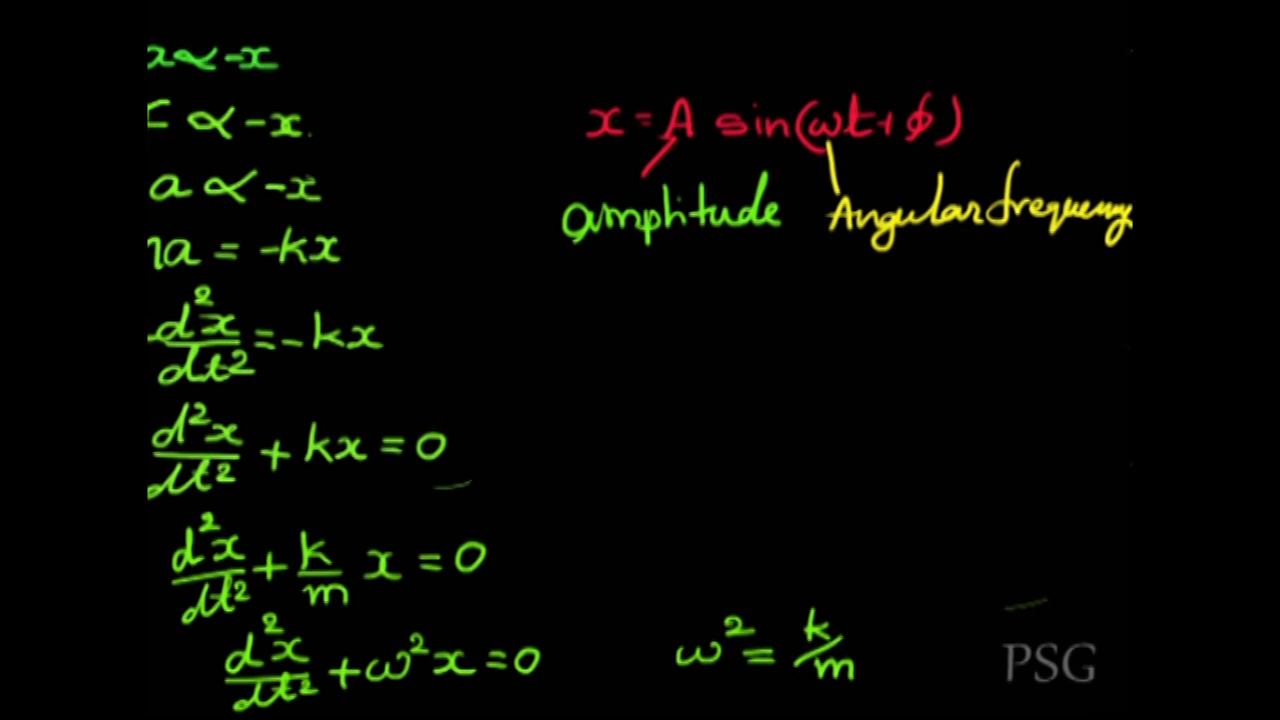 a ∝ -x
F ∝ -x
a ∝ -x
ma = -kx
d²x/dt² = -kx
d²x/dt² + kx = 0
d²x/dt² + k/m x = 0
d²x/dt² + ω²x = 0
x = A sin(ωt + ϕ)
amplitude Angular frequency
ω² = k/m
PSG